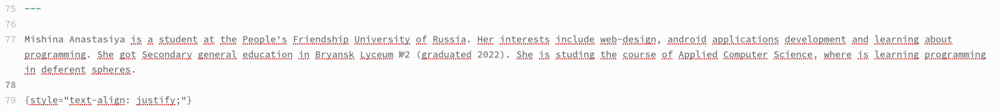 75 ---
76
77 Mishina Anastasiya is a student at the People's Friendship University of Russia. Her interests include web-design, android applications development and learning about
programming. She got Secondary general education in Bryansk Lyceum №2 (graduated 2022). She is studing the course of Applied Computer Science, where is learning programming
in deferent spheres.
78
79 {style="text-align: justify;"}